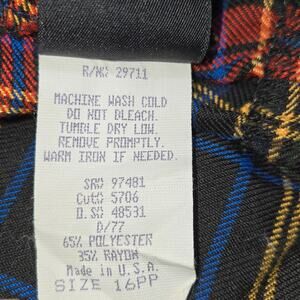 R/N: 29711
MACHINE WASH COLD
DO NOT BLEACH.
TUMBLE DRY LOW.
REMOVE PROMPTLY.
WARM IRON IF NEEDED.
SR: 97481
Cut: 5706
O.S: 48531
D/77
65% POLYESTER
35% RAYON
Made in U.S.A.
SIZE 16PP